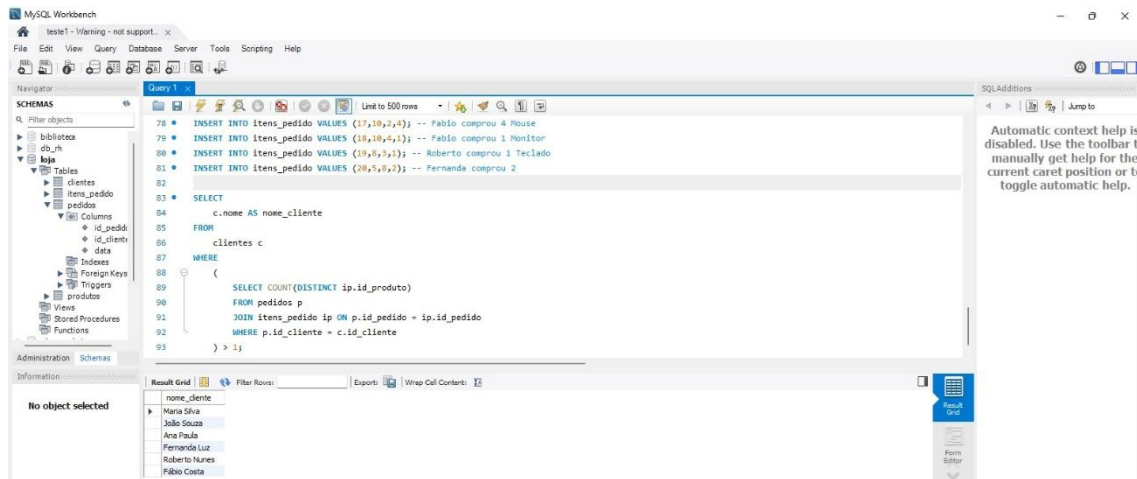 MySQL Workbench
teste1 - Warning - not support...
File Edit View Query Database Server Tools Scripting Help
Navigator
SCHEMAS
Filter objects
biblioteca
db_rh
loja
Tables
clientes
itens_pedido
pedidos
Columns
id_pedido
id_cliente
data
Indexes
Foreign Keys
Triggers
produtos
Views
Stored Procedures
Functions
Administration Schemas
Information
No object selected
Query 1
Limit to 500 rows
78 INSERT INTO itens_pedido VALUES (17,10,2,4); -- Fabio comprou 4 Mouse
79 INSERT INTO itens_pedido VALUES (18,10,4,1); -- Fabio comprou 1 Monitor
80 INSERT INTO itens_pedido VALUES (19,8,3,1); -- Roberto comprou 1 Teclado
81 INSERT INTO itens_pedido VALUES (20,5,8,2); -- Fernanda comprou 2
82
83 SELECT
84 c.nome AS nome_cliente
85 FROM
86 clientes c
87 WHERE
88 (
89 SELECT COUNT(DISTINCT ip.id_produto)
90 FROM pedidos p
91 JOIN itens_pedido ip ON p.id_pedido = ip.id_pedido
92 WHERE p.id_cliente = c.id_cliente
93 ) > 1;
Result Grid Filter Rows: Export: Wrap Cell Content:
nome_cliente
Maria Silva
João Souza
Ana Paula
Fernanda Luz
Roberto Nunes
Fábio Costa
Result
Grid
Form
Editor
SQLAdditions
Jump to
Automatic context help is
disabled. Use the toolbar t
manually get help for the
current caret position or to
toggle automatic help.